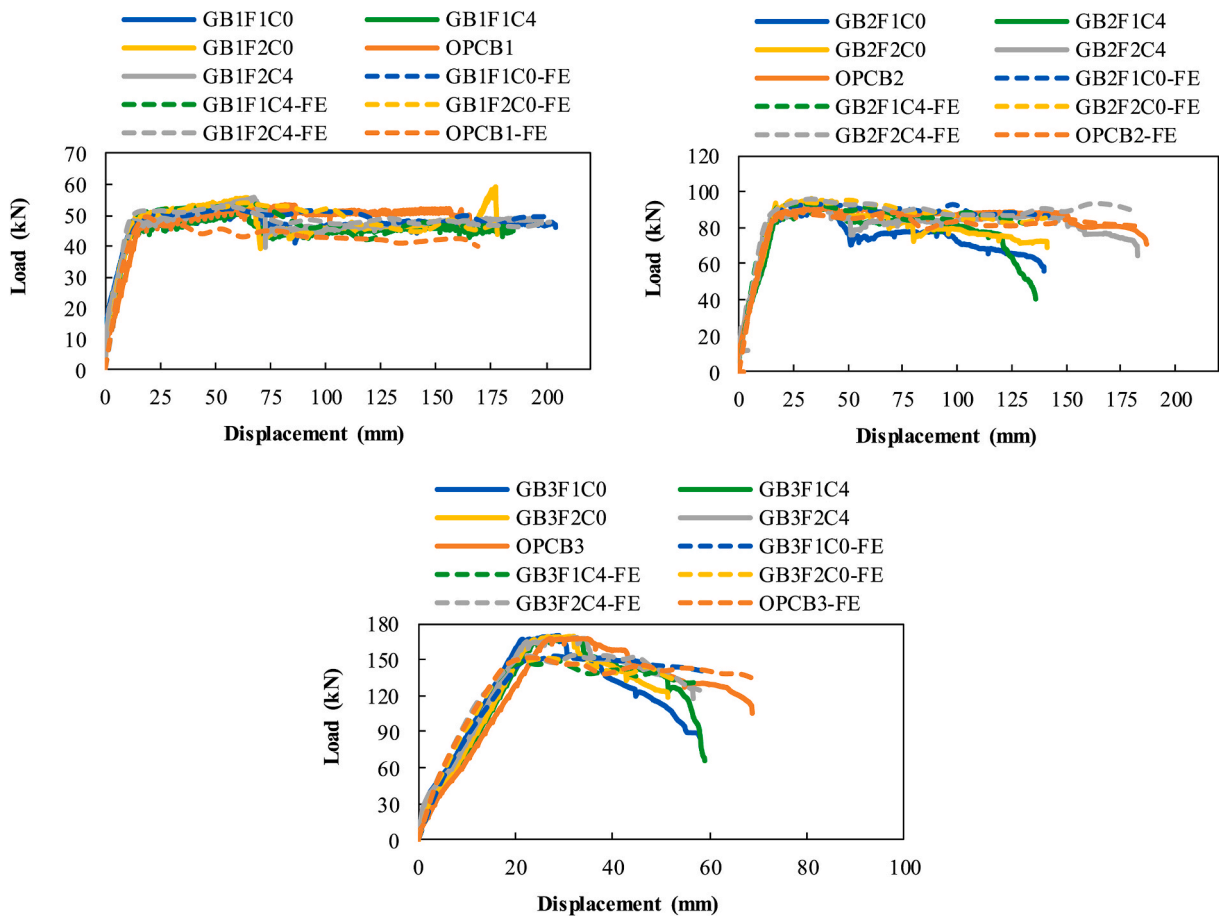 GB1F1C0 GB1F1C4
GB1F2C0 OPCB1
GB1F2C4 GB1F1C0-FE
GB1F1C4-FE GB1F2C0-FE
GB1F2C4-FE OPCB1-FE
Load (kN)
70
60
50
40
30
20
10
0
0 25 50 75 100 125 150 175 200
Displacement (mm)
GB2F1C0 GB2F1C4
GB2F2C0 GB2F2C4
OPCB2 GB2F1C0-FE
GB2F1C4-FE GB2F2C0-FE
GB2F2C4-FE OPCB2-FE
Load (kN)
120
100
80
60
40
20
0
0 25 50 75 100 125 150 175 200
Displacement (mm)
GB3F1C0 GB3F1C4
GB3F2C0 GB3F2C4
OPCB3 GB3F1C0-FE
GB3F1C4-FE GB3F2C0-FE
GB3F2C4-FE OPCB3-FE
Load (kN)
180
150
120
90
60
30
0
0 20 40 60 80 100
Displacement (mm)